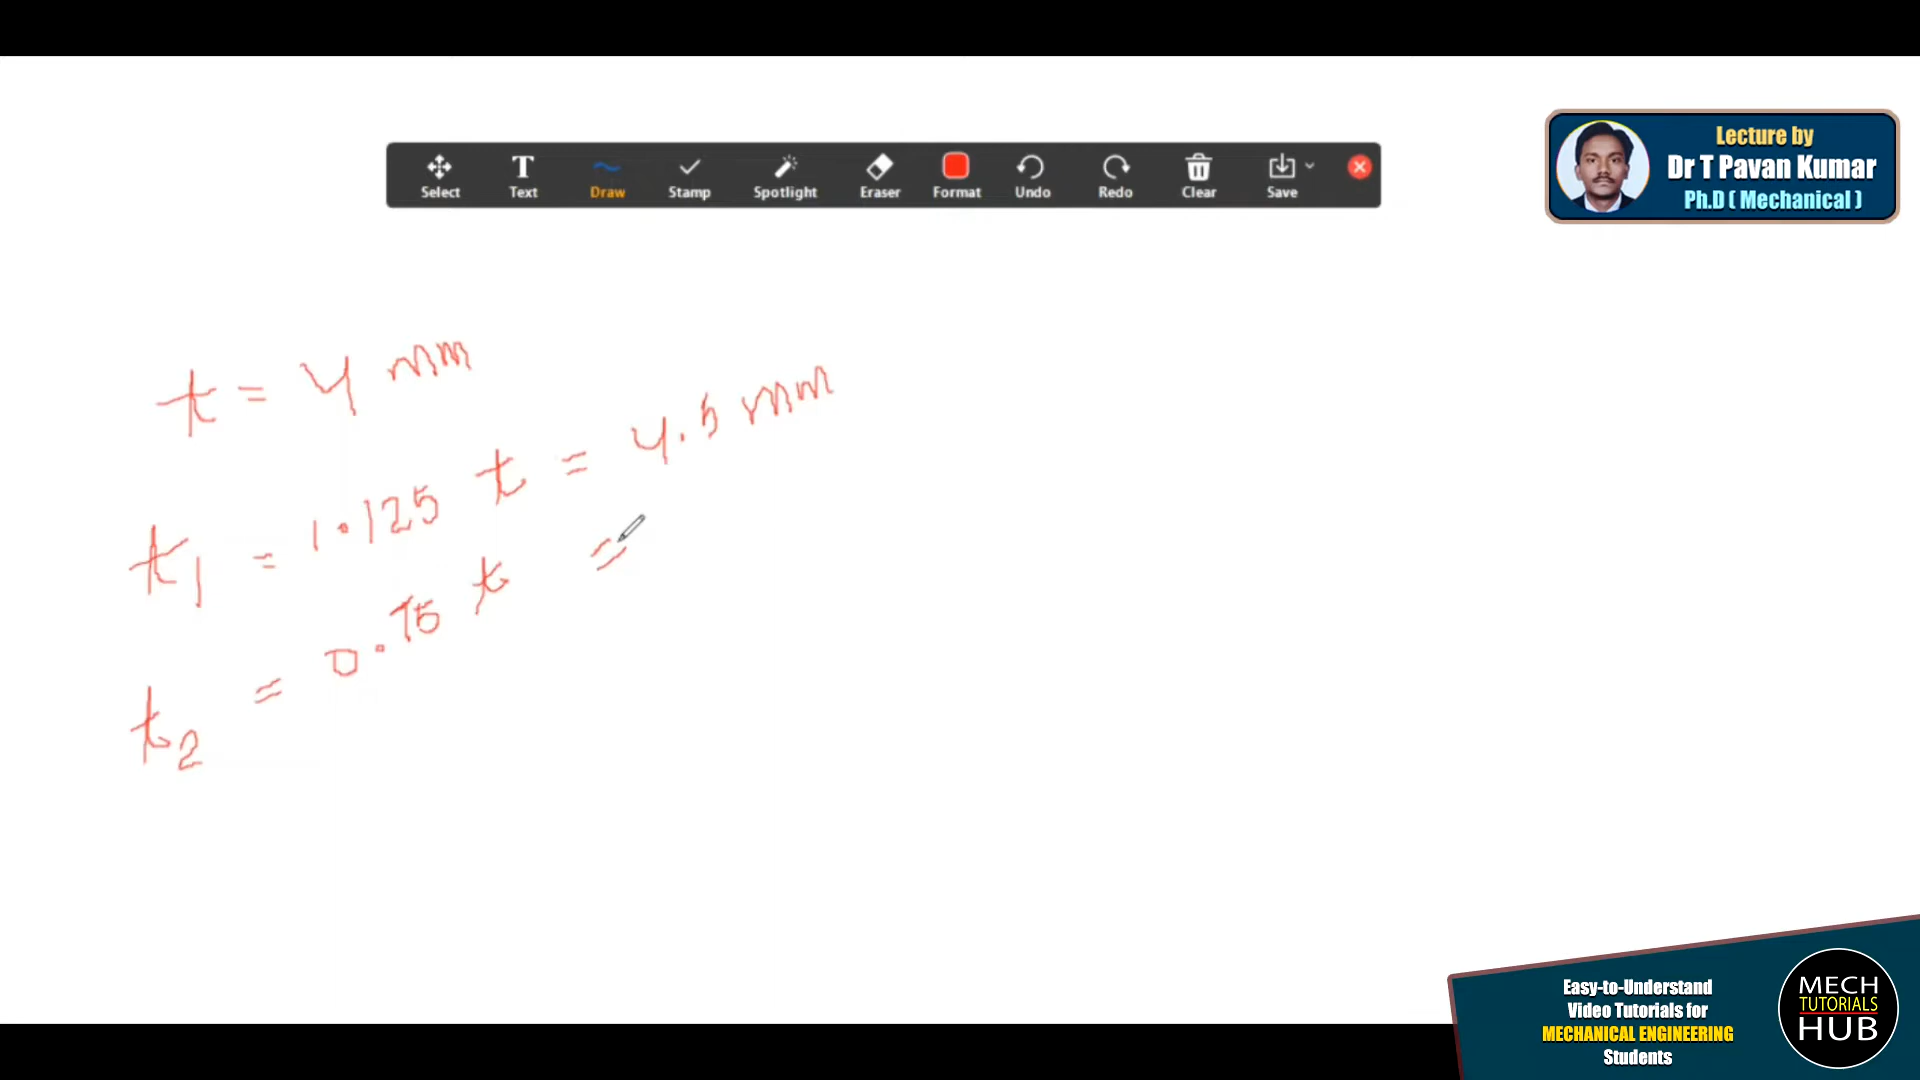 Select Text Draw Stamp Spotlight Eraser Format Undo Redo Clear Save
Lecture by
Dr T Pavan Kumar
Ph.D ( Mechanical )
t = 4 mm
t1 = 1.125 t = 4.5 mm
t2 = 0.75 t =
Easy-to-Understand
Video Tutorials for
MECHANICAL ENGINEERING
Students
MECH
TUTORIALS
HUB